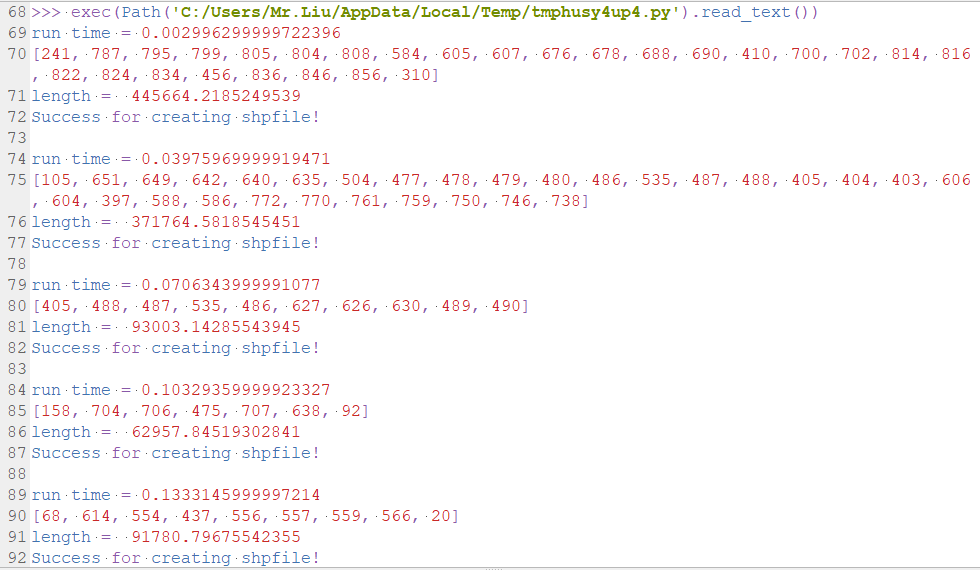 68 >>> exec(Path('C:/Users/Mr.Liu/AppData/Local/Temp/tmphusy4up4.py').read_text())
69 run time = 0.002996299999722396
70 [241, 787, 795, 799, 805, 804, 808, 584, 605, 607, 676, 678, 688, 690, 410, 700, 702, 814, 816
, 822, 824, 834, 456, 836, 846, 856, 310]
71 length =  445664.2185249539
72 Success for creating shpfile!
73
74 run time = 0.03975969999919471
75 [105, 651, 649, 642, 640, 635, 504, 477, 478, 479, 480, 486, 535, 487, 488, 405, 404, 403, 606
, 604, 397, 588, 586, 772, 770, 761, 759, 750, 746, 738]
76 length =  371764.5818545451
77 Success for creating shpfile!
78
79 run time = 0.0706343999991077
80 [405, 488, 487, 535, 486, 627, 626, 630, 489, 490]
81 length =  93003.14285543945
82 Success for creating shpfile!
83
84 run time = 0.10329359999923327
85 [158, 704, 706, 475, 707, 638, 92]
86 length =  62957.84519302841
87 Success for creating shpfile!
88
89 run time = 0.1333145999997214
90 [68, 614, 554, 437, 556, 557, 559, 566, 20]
91 length =  91780.79675542355
92 Success for creating shpfile!